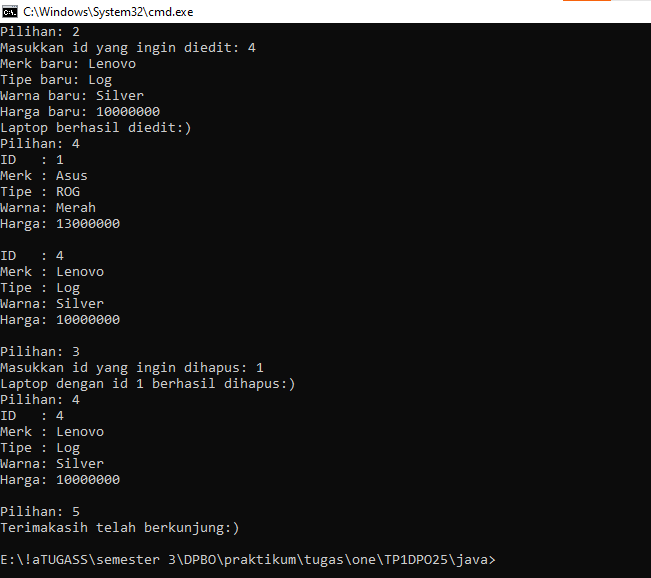 C:\Windows\System32\cmd.exe
Pilihan: 2
Masukkan id yang ingin diedit: 4
Merk baru: Lenovo
Tipe baru: Log
Warna baru: Silver
Harga baru: 10000000
Laptop berhasil diedit:)
Pilihan: 4
ID   : 1
Merk : Asus
Tipe : ROG
Warna: Merah
Harga: 13000000

ID   : 4
Merk : Lenovo
Tipe : Log
Warna: Silver
Harga: 10000000

Pilihan: 3
Masukkan id yang ingin dihapus: 1
Laptop dengan id 1 berhasil dihapus:)
Pilihan: 4
ID   : 4
Merk : Lenovo
Tipe : Log
Warna: Silver
Harga: 10000000

Pilihan: 5
Terimakasih telah berkunjung:)

E:\!aTUGASS\semester 3\DPBO\praktikum\tugas\one\TP1DPO25\java>